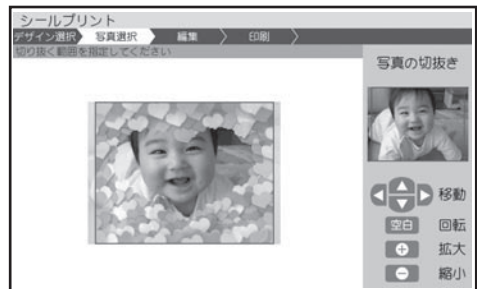 シールプリント
デザイン選択 写真選択 編集 印刷
切り抜く範囲を指定してください
写真の切抜き
移動
空白 回転
拡大
縮小